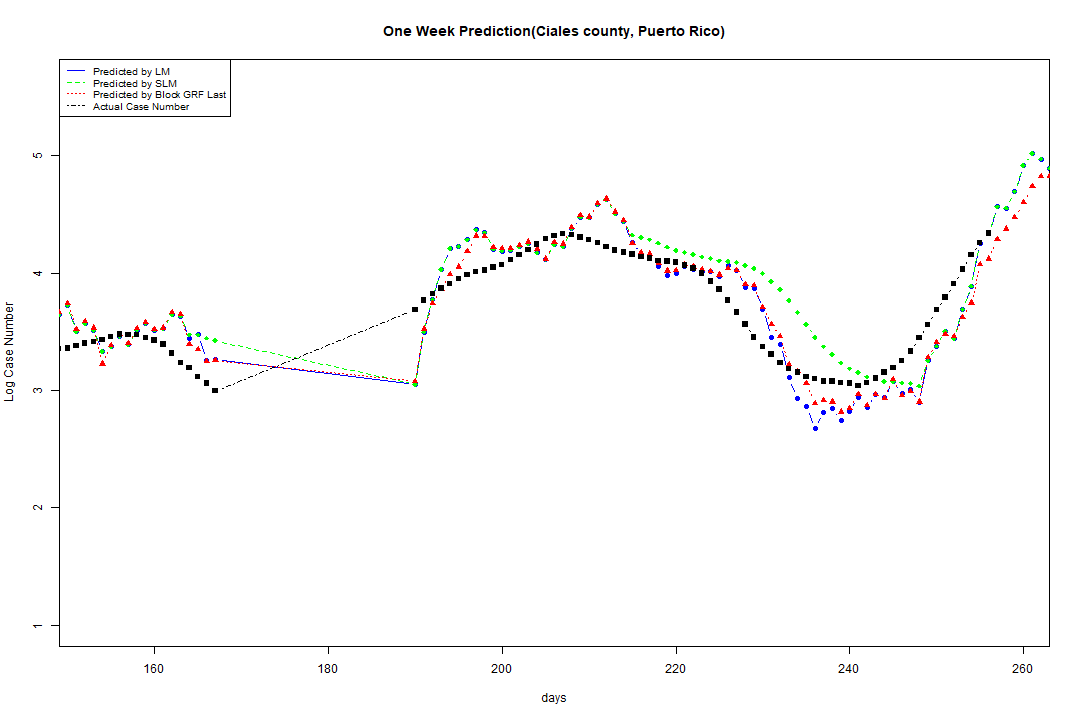 One Week Prediction(Ciales county, Puerto Rico)
Predicted by LM
Predicted by SLM
Predicted by Block GRF Last
Actual Case Number
5
4
3
2
1
Log Case Number
160 180 200 220 240 260
days